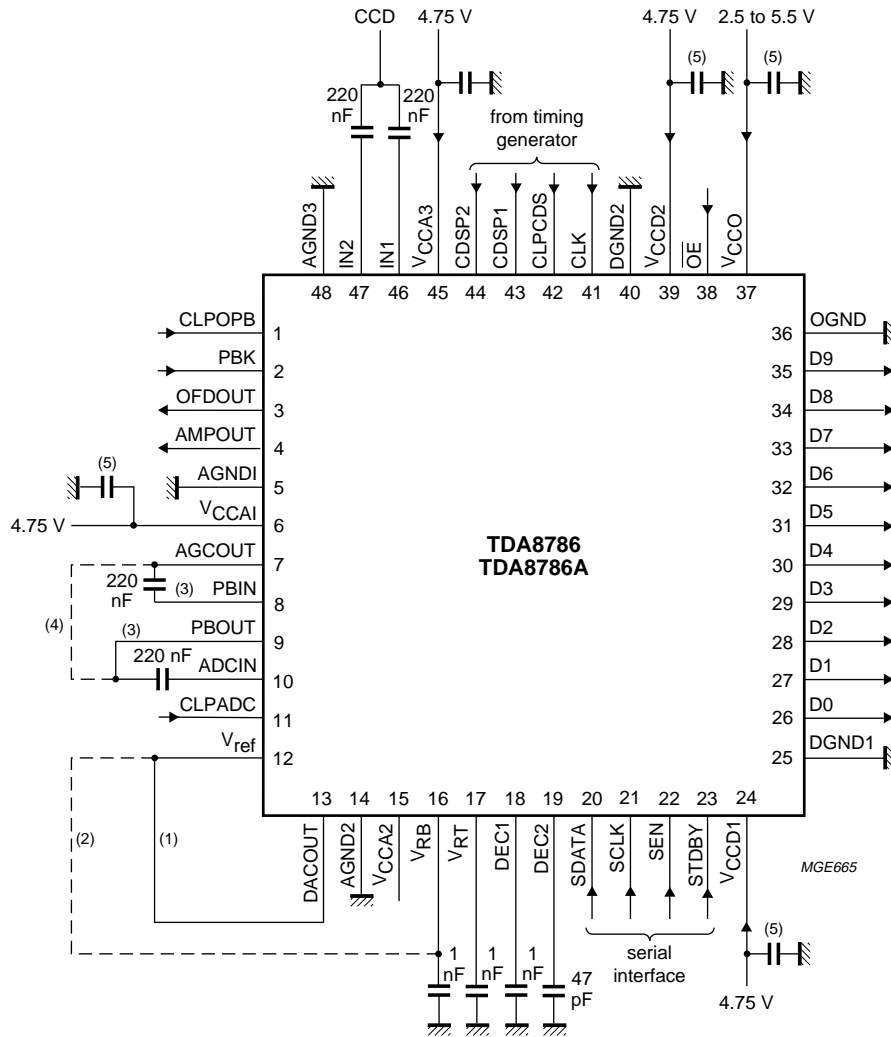 CCD
4.75 V
4.75 V
2.5 to 5.5 V
(5)
(5)
220
nF
220
nF
from timing
generator
AGND3
IN2
IN1
VCCA3
CDSP2
CDSP1
CLPCDS
CLK
DGND2
VCCD2
OE
VCCO
48
47
46
45
44
43
42
41
40
39
38
37
CLPOPB
1
PBK
2
OFDOUT
3
AMPOUT
4
AGNDI
5
(5)
VCCAI
6
4.75 V
AGCOUT
7
220
nF
(3)
PBIN
8
(4)
(3)
PBOUT
9
220 nF
ADCIN
10
CLPADC
11
Vref
12
TDA8786
TDA8786A
36
OGND
35
D9
34
D8
33
D7
32
D6
31
D5
30
D4
29
D3
28
D2
27
D1
26
D0
25
DGND1
13
14
15
16
17
18
19
20
21
22
23
24
(2)
(1)
DACOUT
AGND2
VCCA2
VRB
VRT
DEC1
DEC2
SDATA
SCLK
SEN
STDBY
VCCD1
MGE665
1
nF
1
nF
1
nF
47
pF
serial
interface
(5)
4.75 V